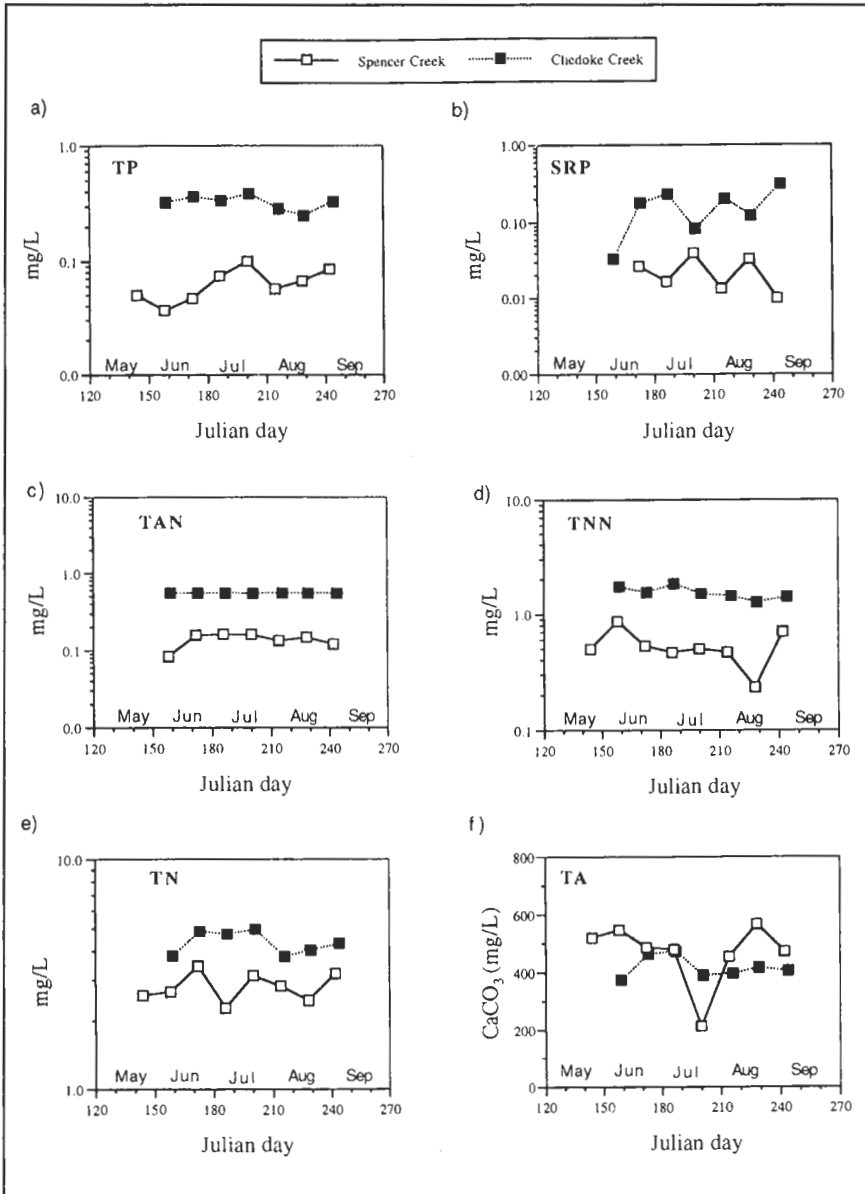 Spencer Creek Chedoke Creek
a)
TP
1.0
0.1
0.0
mg/L
May Jun Jul Aug Sep
120 150 180 210 240 270
Julian day
b)
SRP
1.00
0.10
0.01
0.00
mg/L
May Jun Jul Aug Sep
120 150 180 210 240 270
Julian day
c)
TAN
10.0
1.0
0.1
0.0
mg/L
May Jun Jul Aug Sep
120 150 180 210 240 270
Julian day
d)
TNN
10.0
1.0
0.1
mg/L
May Jun Jul Aug Sep
120 150 180 210 240 270
Julian day
e)
TN
10.0
1.0
mg/L
May Jun Jul Aug Sep
120 150 180 210 240 270
Julian day
f)
TA
800
600
400
200
0
CaCO₃ (mg/L)
May Jun Jul Aug Sep
120 150 180 210 240 270
Julian day